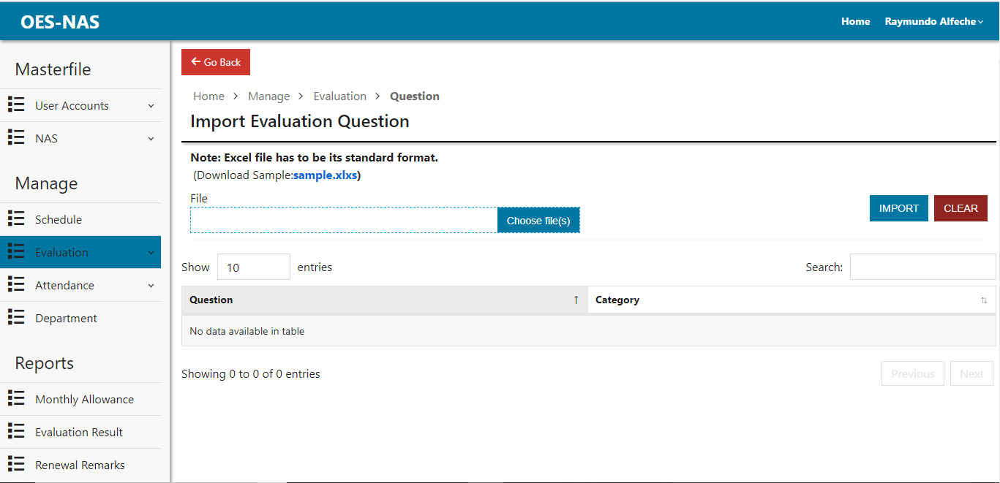 OES-NAS
Home Raymundo Alfeche
Masterfile
User Accounts
NAS
Manage
Schedule
Evaluation
Attendance
Department
Reports
Monthly Allowance
Evaluation Result
Renewal Remarks
Go Back
Home > Manage > Evaluation > Question
Import Evaluation Question
Note: Excel file has to be its standard format.
(Download Sample:sample.xlxs)
File
Choose file(s)
IMPORT CLEAR
Show 10 entries
Search:
Question ↑ Category ↑↓
No data available in table
Showing 0 to 0 of 0 entries
Previous Next